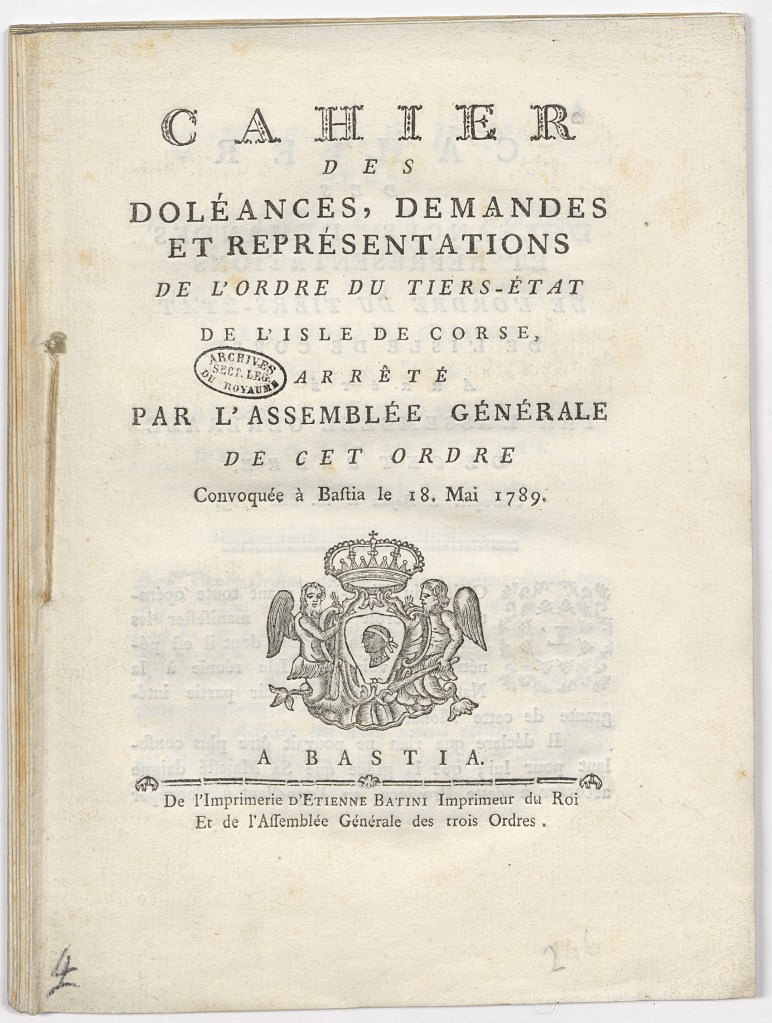 CAHIER
DES
DOLÉANCES, DEMANDES
ET REPRÉSENTATIONS
DE L'ORDRE DU TIERS-ÉTAT
DE L'ISLE DE CORSE,
ARCHIVES
SECT. LEG.
DU ROYAUME
ARRÊTÉ
PAR L'ASSEMBLÉE GÉNÉRALE
DE CET ORDRE
Convoquée à Baſtia le 18. Mai 1789.
A BASTIA.
De l'Imprimerie D'ETIENNE BATINI Imprimeur du Roi
Et de l'Aſſemblée Générale des trois Ordres.
4